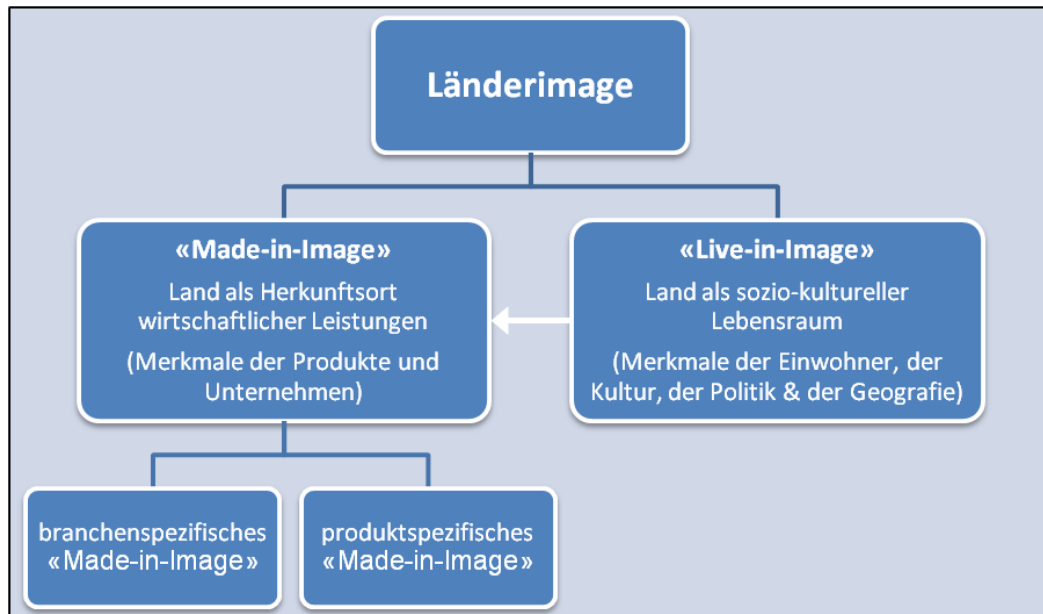 Länderimage
«Made-in-Image»
Land als Herkunftsort
wirtschaftlicher Leistungen
(Merkmale der Produkte und
Unternehmen)
«Live-in-Image»
Land als sozio-kultureller
Lebensraum
(Merkmale der Einwohner, der
Kultur, der Politik & der Geografie)
branchenspezifisches
«Made-in-Image»
produktspezifisches
«Made-in-Image»